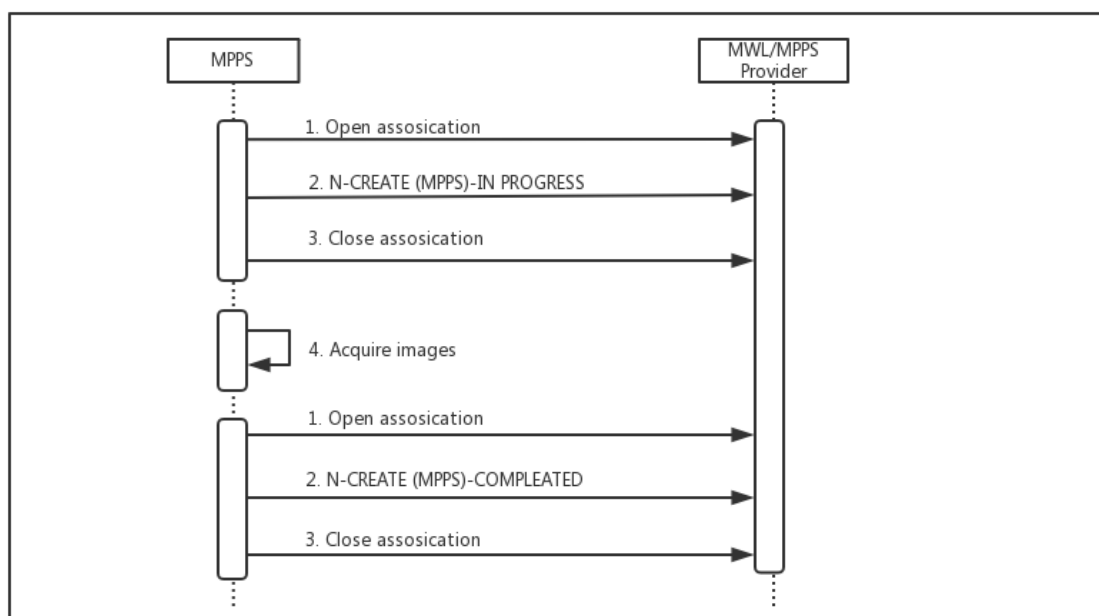 MPPS
MWL/MPPS
Provider
1. Open assosication
2. N-CREATE (MPPS)-IN PROGRESS
3. Close assosication
4. Acquire images
1. Open assosication
2. N-CREATE (MPPS)-COMPLEATED
3. Close assosication